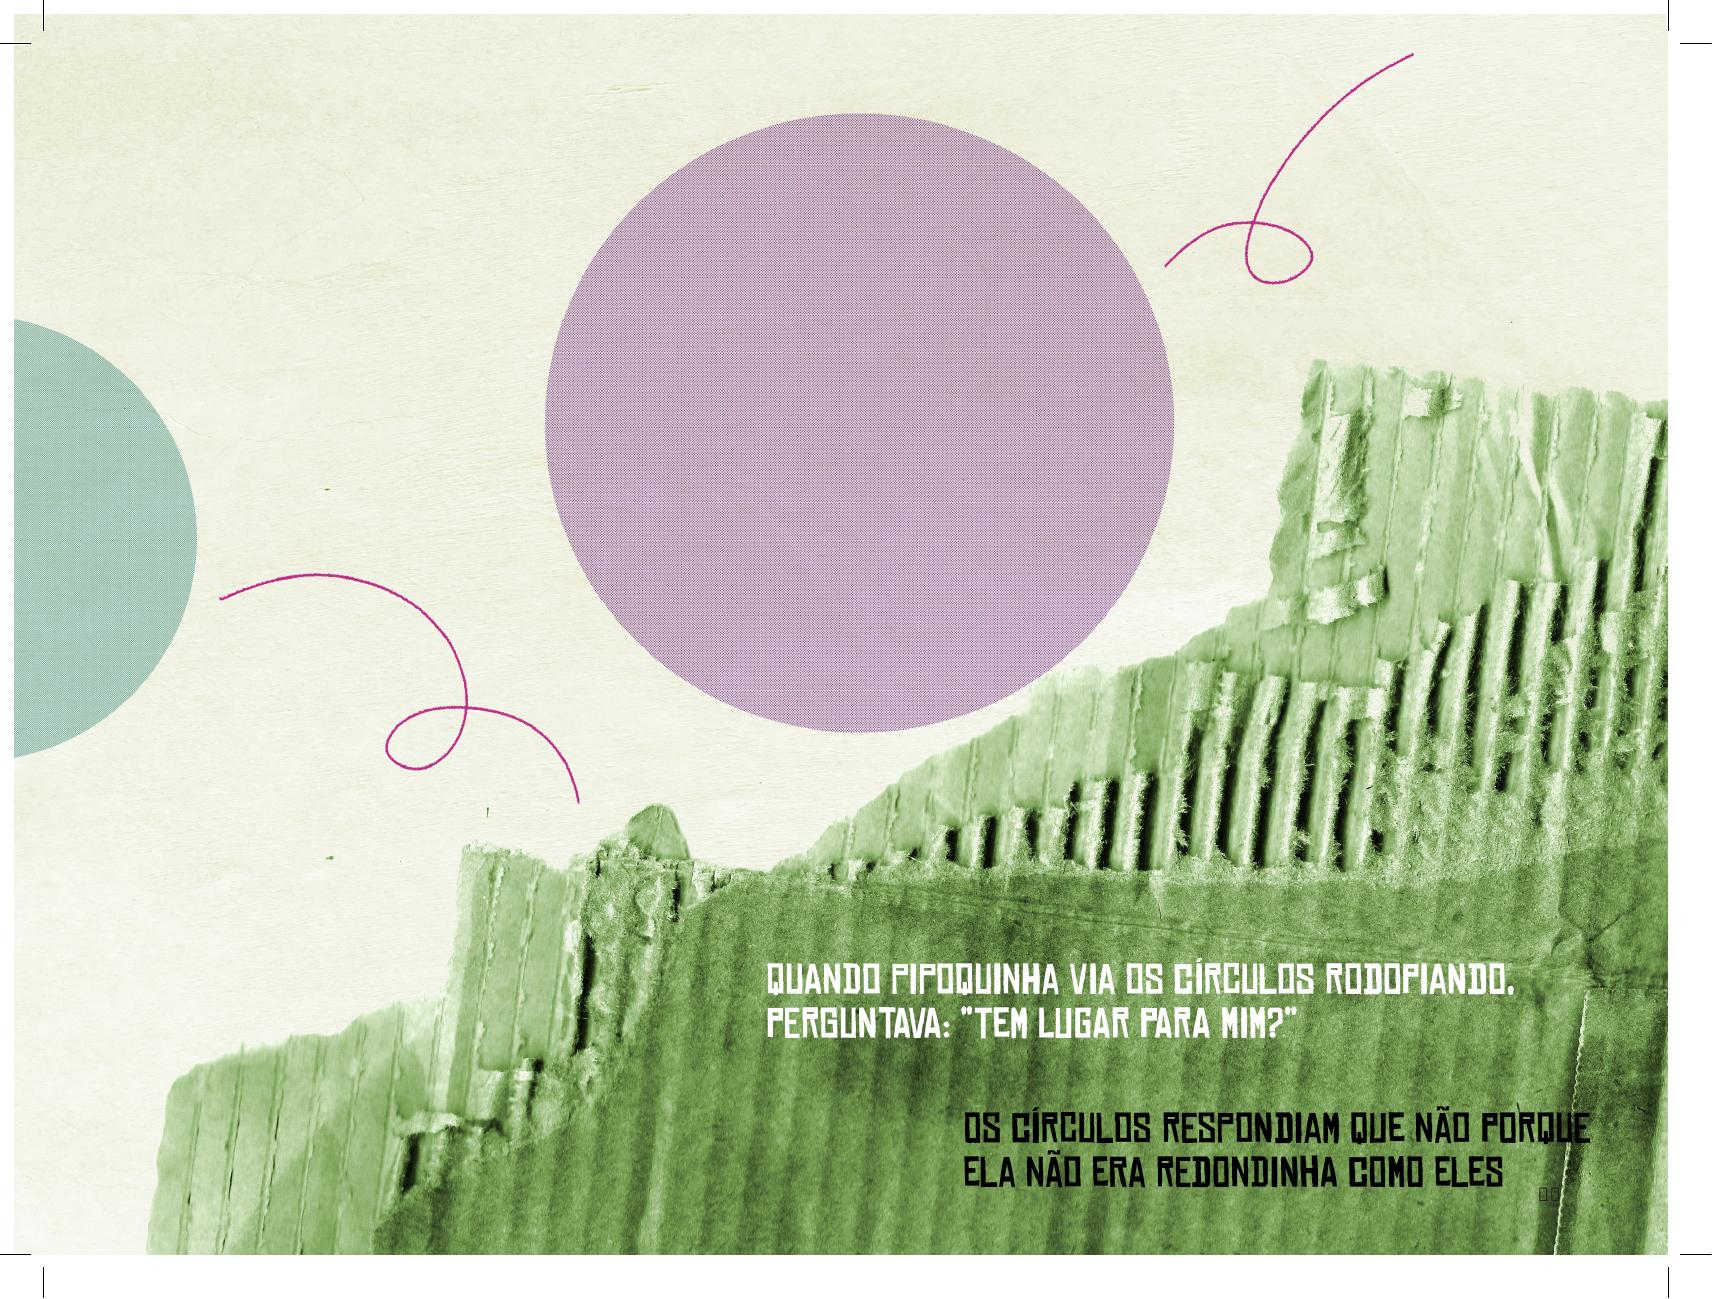 QUANDO PIPOQUINHA VIA OS CÍRCULOS RODOPIANDO,
PERGUNTAVA: "TEM LUGAR PARA MIM?"
OS CÍRCULOS RESPONDIAM QUE NÃO PORQUE
ELA NÃO ERA REDONDINHA COMO ELES